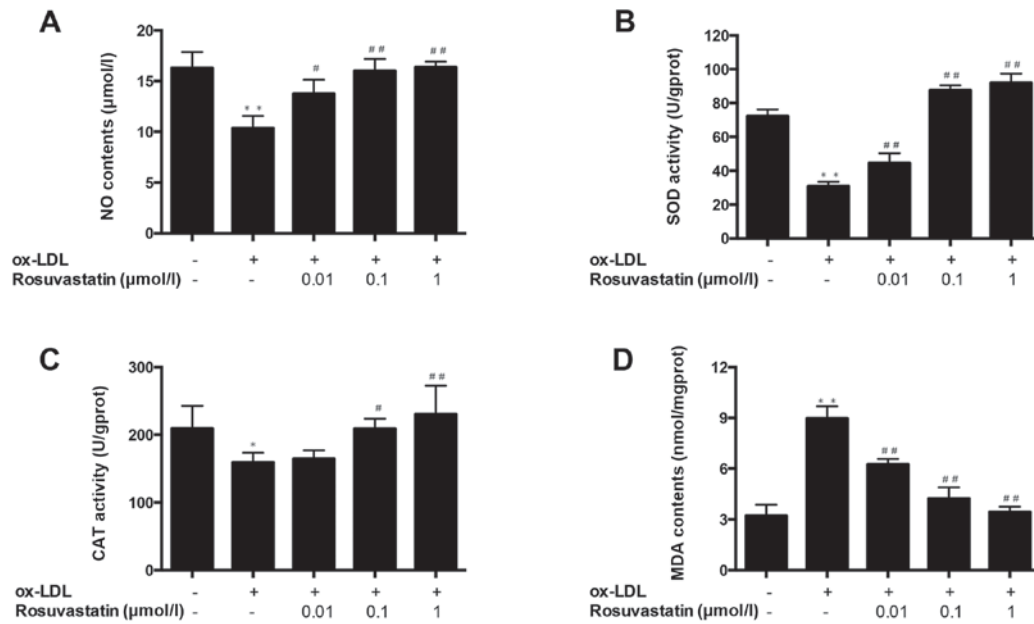 A
NO contents (μmol/l)
20
15
10
5
0
* *
#
# #
# #
ox-LDL - + + + +
Rosuvastatin (μmol/l) - - 0.01 0.1 1
B
SOD activity (U/gprot)
120
100
80
60
40
20
0
* *
# #
# #
# #
ox-LDL - + + + +
Rosuvastatin (μmol/l) - - 0.01 0.1 1
C
CAT activity (U/gprot)
300
200
100
0
*
#
# #
ox-LDL - + + + +
Rosuvastatin (μmol/l) - - 0.01 0.1 1
D
MDA contents (nmol/mgprot)
12
9
6
3
0
* *
# #
# #
# #
ox-LDL - + + + +
Rosuvastatin (μmol/l) - - 0.01 0.1 1